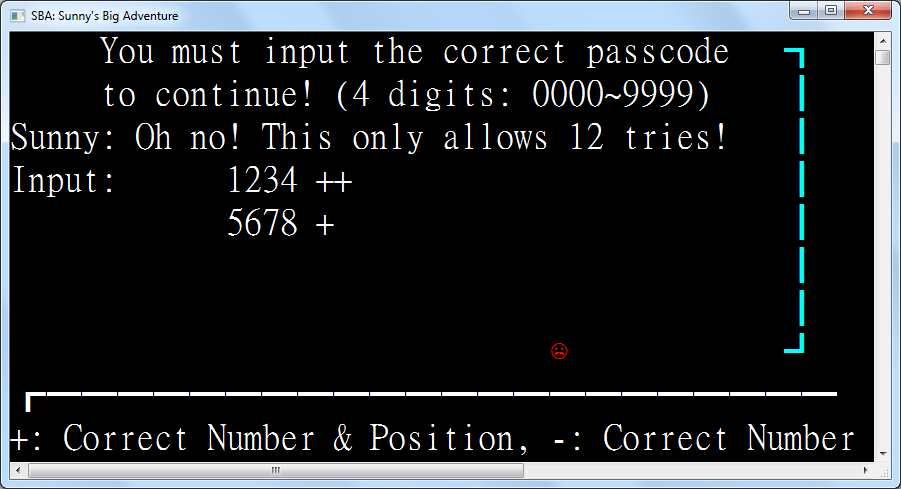 SBA: Sunny's Big Adventure
You must input the correct passcode
to continue! (4 digits: 0000~9999)
Sunny: Oh no! This only allows 12 tries!
Input: 1234 ++
5678 +
+: Correct Number & Position, -: Correct Number